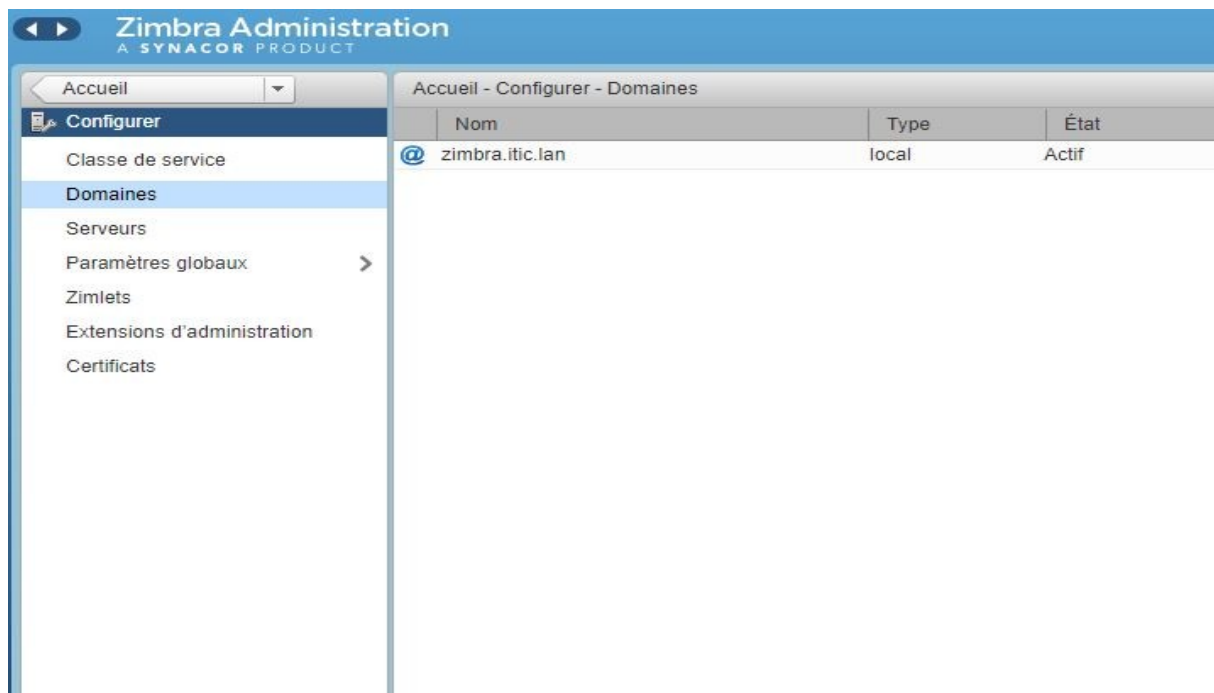 Zimbra Administration
A SYNACOR PRODUCT
Accueil
Configurer
Classe de service
Domaines
Serveurs
Paramètres globaux
Zimlets
Extensions d'administration
Certificats
Accueil - Configurer - Domaines
Nom Type État
@ zimbra.itic.lan local Actif